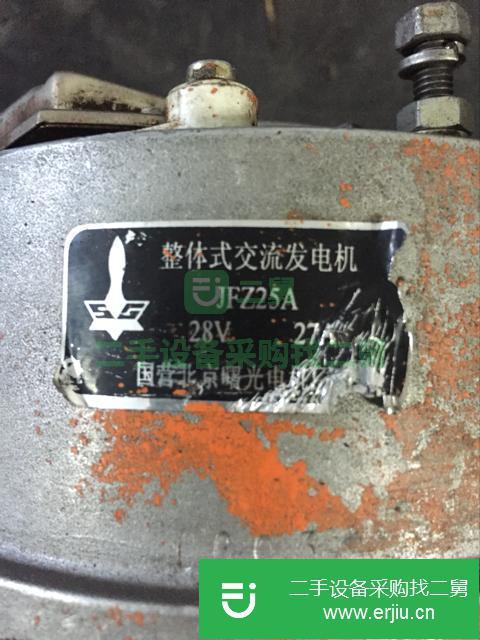 整体式交流发电机
JFZ25A
28V 27A
二手设备采购找二舅
国营北京曙光电机
二手设备采购找二舅
www.erjiu.cn